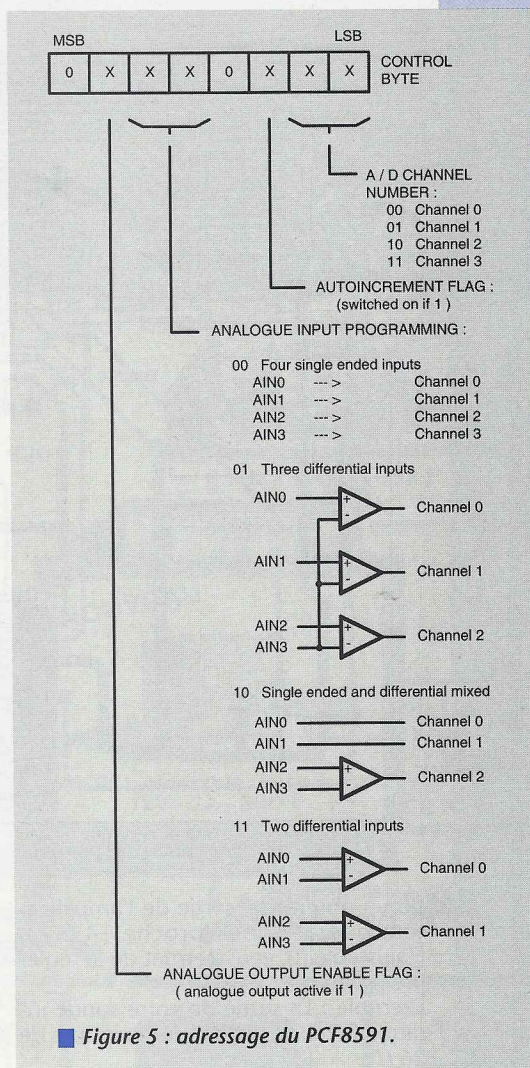 MSB LSB
0 X X X 0 X X X CONTROL
BYTE
A / D CHANNEL
NUMBER :
00 Channel 0
01 Channel 1
10 Channel 2
11 Channel 3
AUTOINCREMENT FLAG :
(switched on if 1 )
ANALOGUE INPUT PROGRAMMING :
00 Four single ended inputs
AIN0 --- > Channel 0
AIN1 --- > Channel 1
AIN2 --- > Channel 2
AIN3 --- > Channel 3
01 Three differential inputs
AIN0 + - Channel 0
AIN1 + - Channel 1
AIN2 + Channel 2
AIN3 -
10 Single ended and differential mixed
AIN0 Channel 0
AIN1 Channel 1
AIN2 + Channel 2
AIN3 -
11 Two differential inputs
AIN0 + Channel 0
AIN1 -
AIN2 + Channel 1
AIN3 -
ANALOGUE OUTPUT ENABLE FLAG :
( analogue output active if 1 )
Figure 5 : adressage du PCF8591.